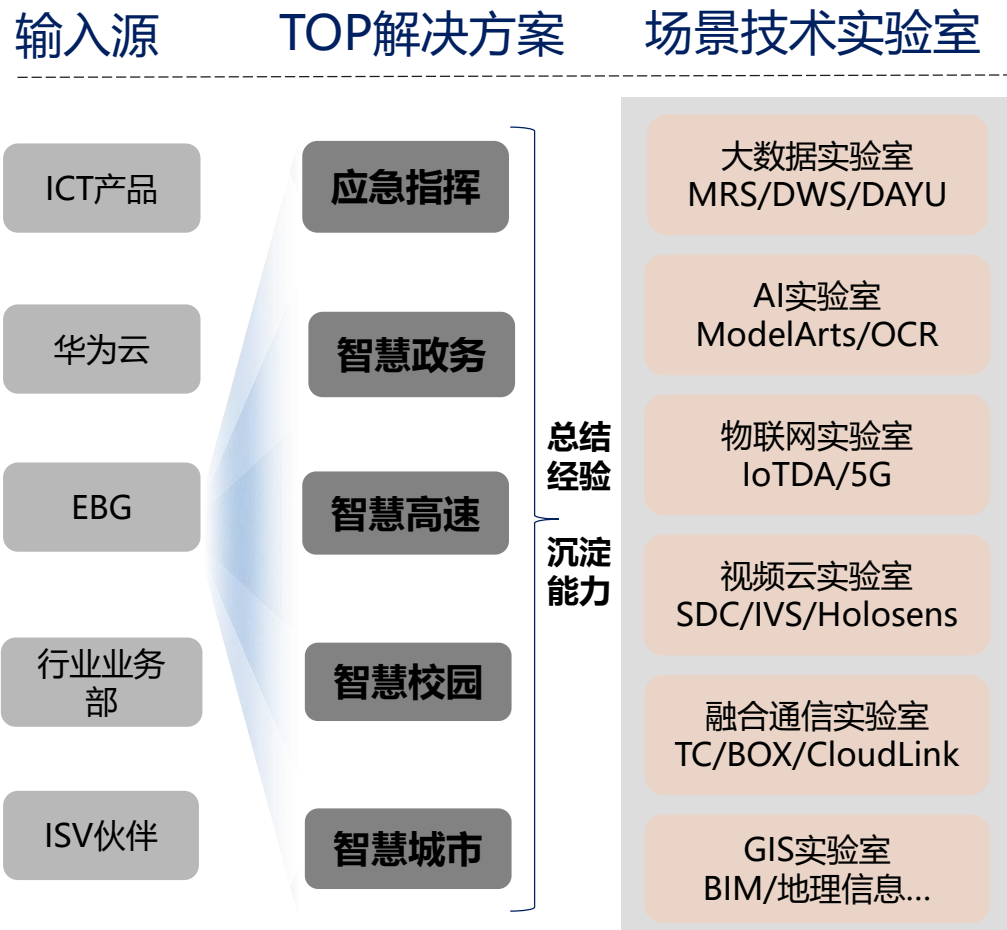 输入源
TOP解决方案
场景技术实验室
ICT产品
华为云
EBG
行业业务
部
ISV伙伴
应急指挥
智慧政务
智慧高速
智慧校园
智慧城市
总结
经验
沉淀
能力
大数据实验室
MRS/DWS/DAYU
AI实验室
ModelArts/OCR
物联网实验室
IoTDA/5G
视频云实验室
SDC/IVS/Holosens
融合通信实验室
TC/BOX/CloudLink
GIS实验室
BIM/地理信息...